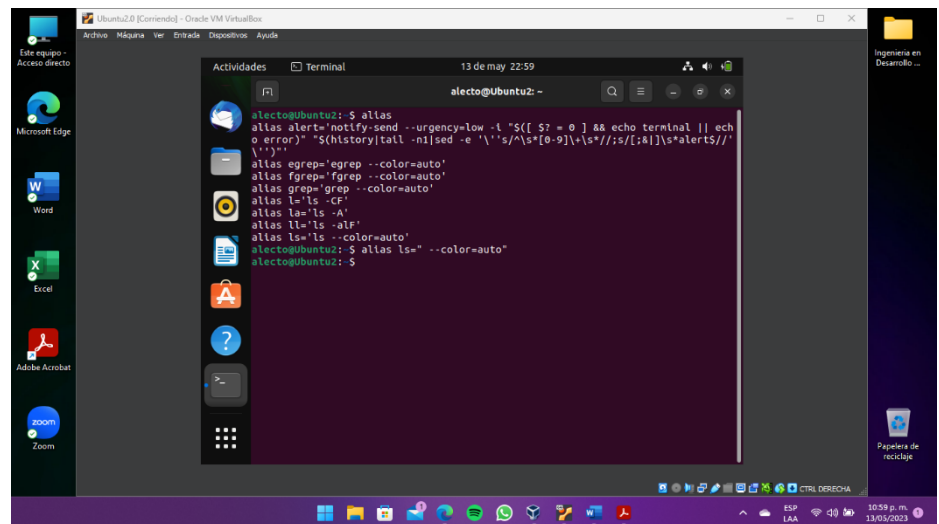 Ubuntu2.0 [Corriendo] - Oracle VM VirtualBox
Archivo Máquina Ver Entrada Dispositivos Ayuda
Este equipo -
Acceso directo
Microsoft Edge
Word
Excel
Adobe Acrobat
zoom
Zoom
Ingenieria en
Desarrollo ...
Papelera de
reciclaje
Actividades Terminal 13 de may 22:59
alecto@Ubuntu2: ~
alecto@Ubuntu2:~$ alias
alias alert='notify-send --urgency=low -i "$([ $? = 0 ] && echo terminal || ech
o error)" "$(history|tail -n1|sed -e '\''s/^\s*[0-9]\+\s*//;s/[;&|]\s*alert$//'
\'')"'
alias egrep='egrep --color=auto'
alias fgrep='fgrep --color=auto'
alias grep='grep --color=auto'
alias l='ls -CF'
alias la='ls -A'
alias ll='ls -alF'
alias ls='ls --color=auto'
alecto@Ubuntu2:~$ alias ls=" --color=auto"
alecto@Ubuntu2:~$
CTRL DERECHA
ESP
LAA
10:59 p. m.
13/05/2023